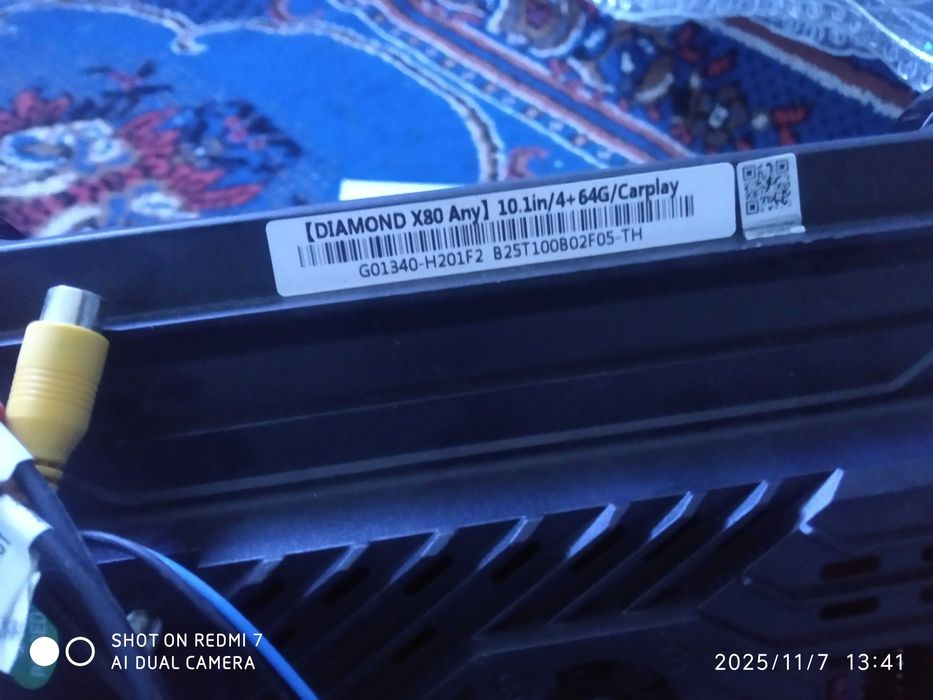 【DIAMOND X80 Any】 10.1in/4+64G/Carplay
G01340-H201F2 B25T100B02F05-TH
SHOT ON REDMI 7
AI DUAL CAMERA
2025/11/7 13:41